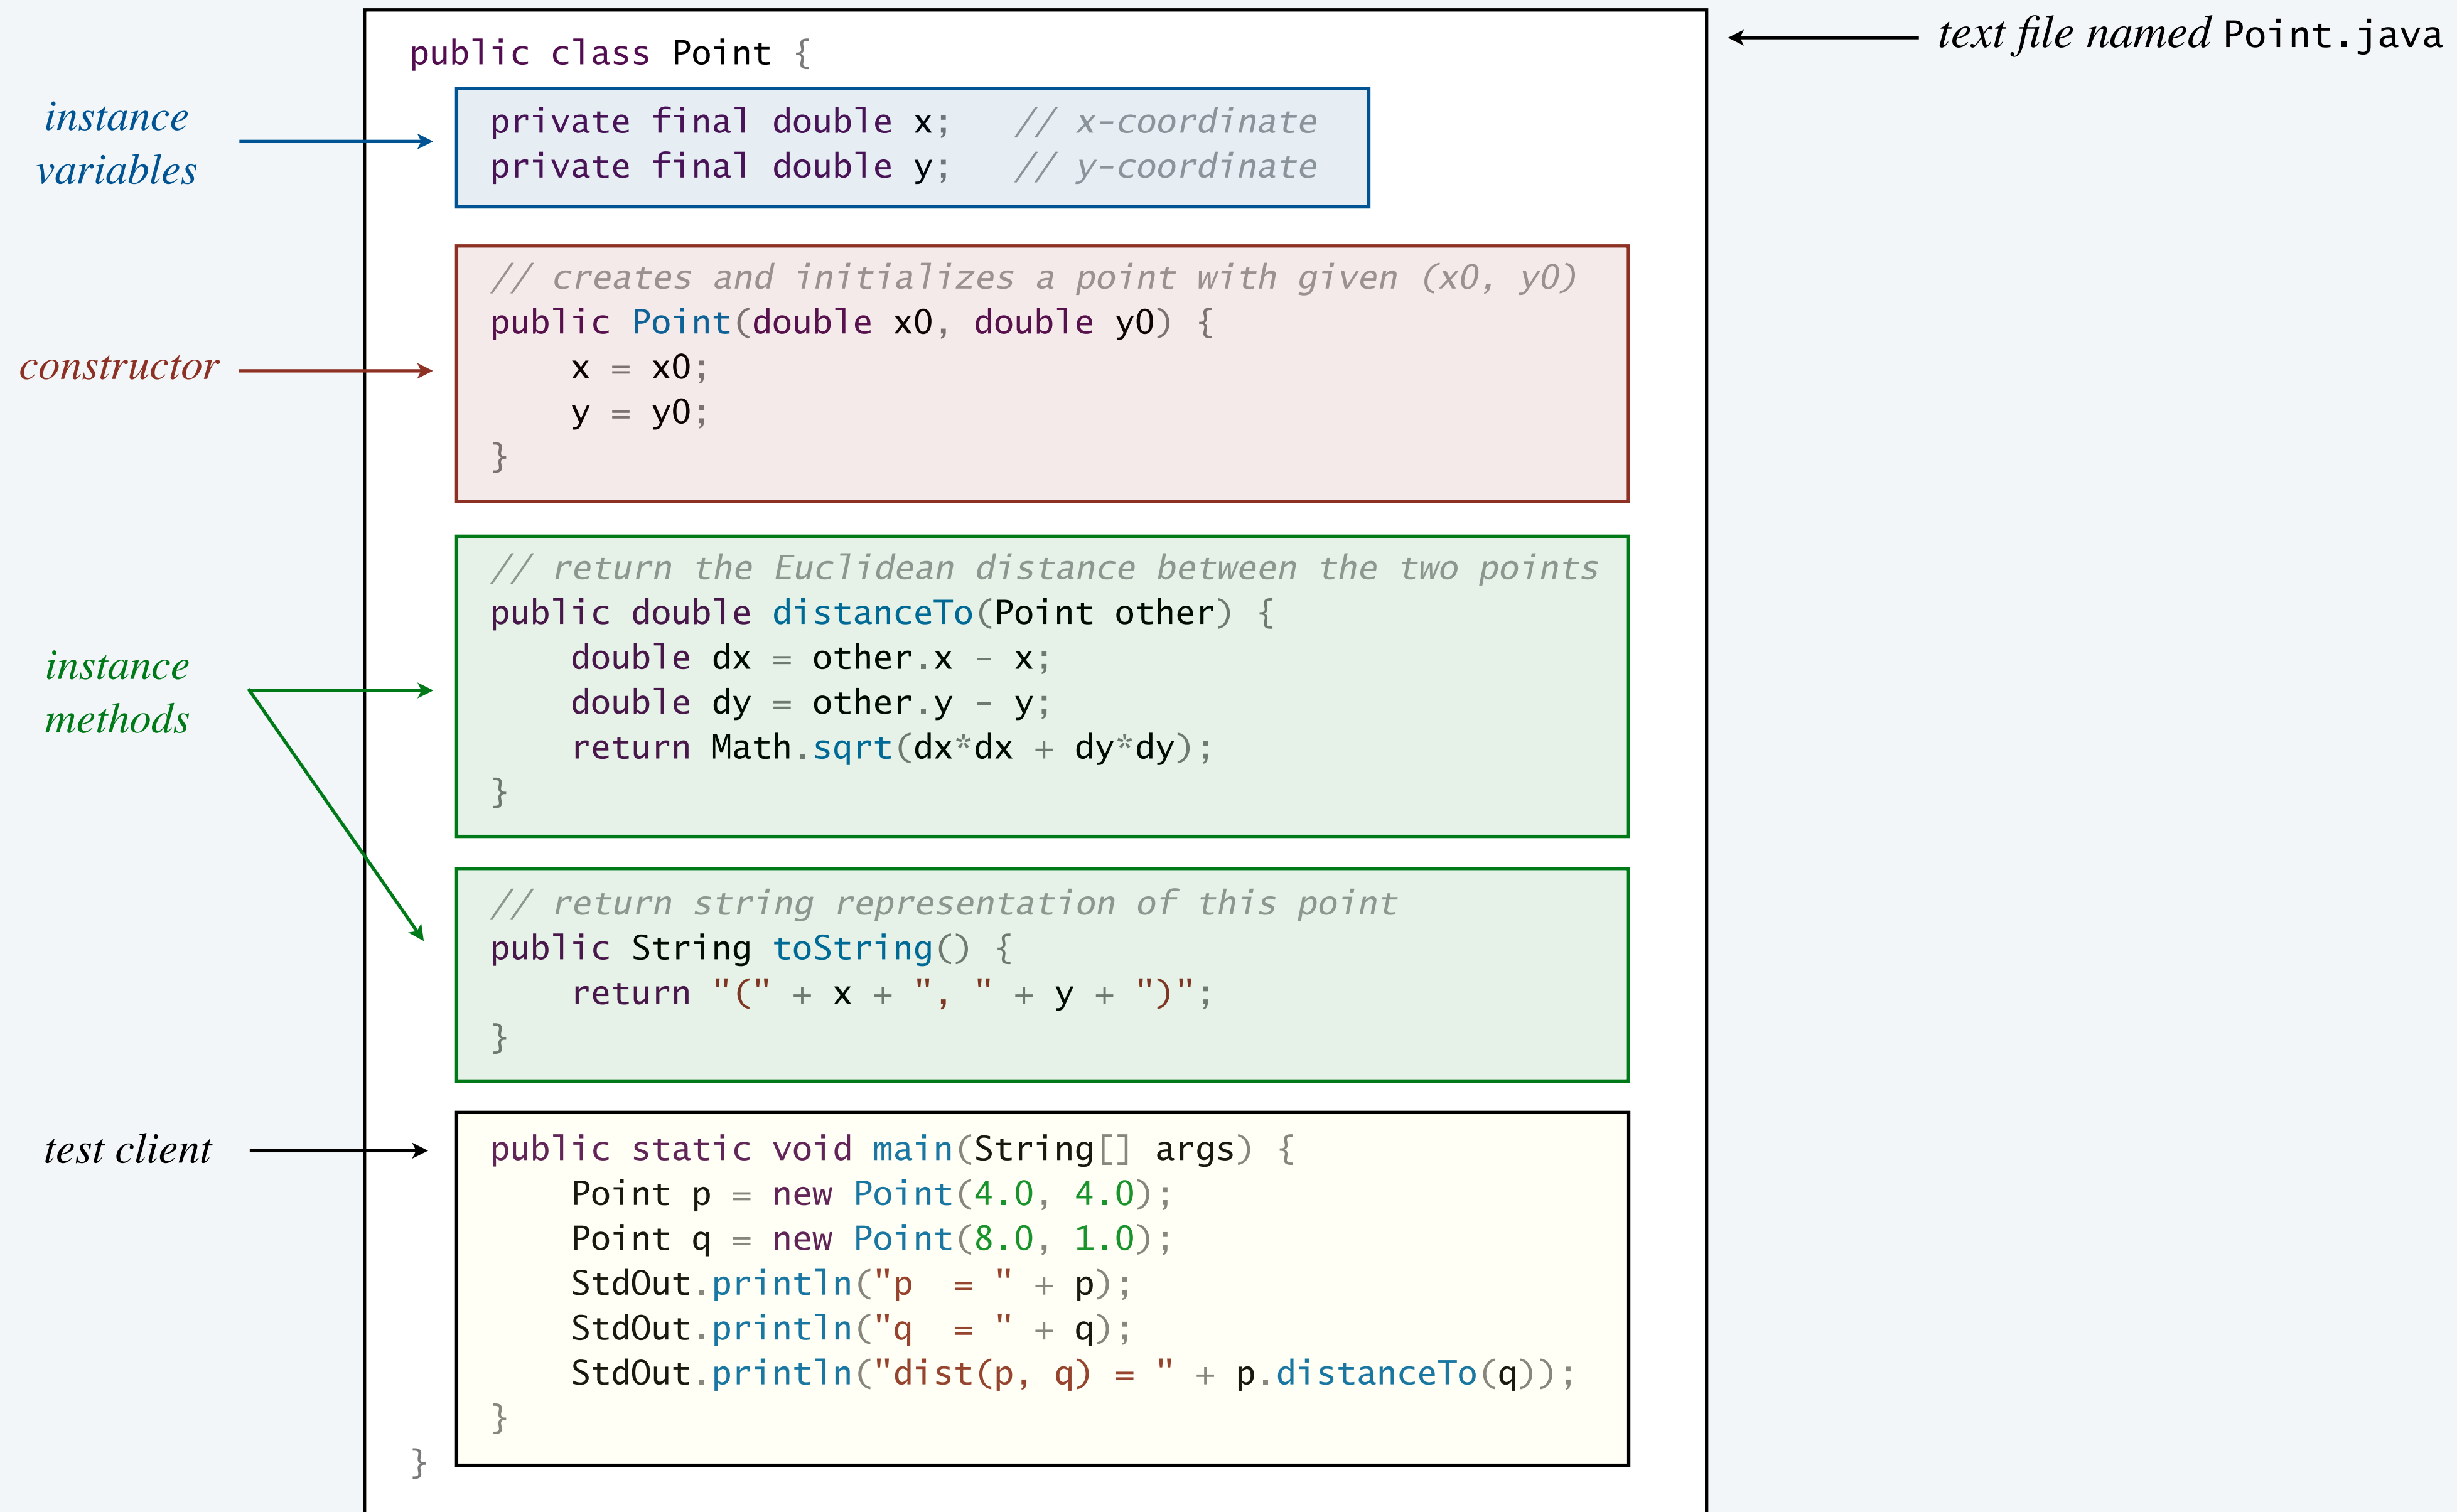 text file named Point.java
public class Point {
instance
variables
    private final double x;   // x-coordinate
    private final double y;   // y-coordinate
constructor
    // creates and initializes a point with given (x0, y0)
    public Point(double x0, double y0) {
        x = x0;
        y = y0;
    }
instance
methods
    // return the Euclidean distance between the two points
    public double distanceTo(Point other) {
        double dx = other.x - x;
        double dy = other.y - y;
        return Math.sqrt(dx*dx + dy*dy);
    }
    // return string representation of this point
    public String toString() {
        return "(" + x + ", " + y + ")";
    }
test client
    public static void main(String[] args) {
        Point p = new Point(4.0, 4.0);
        Point q = new Point(8.0, 1.0);
        StdOut.println("p  = " + p);
        StdOut.println("q  = " + q);
        StdOut.println("dist(p, q) = " + p.distanceTo(q));
    }
}